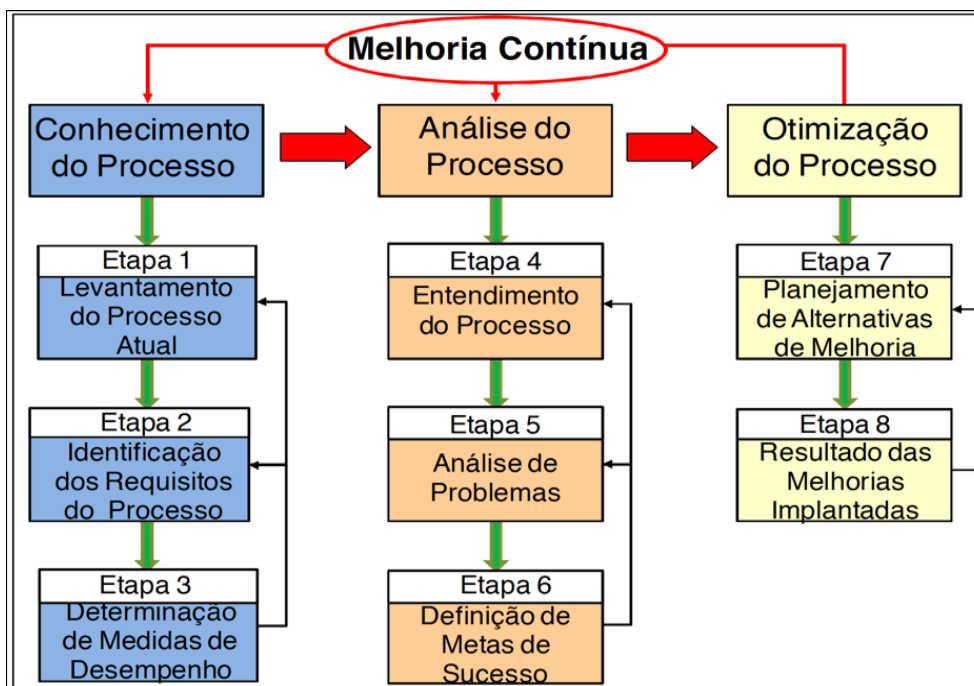 Melhoria Contínua
Conhecimento
do Processo
Análise do
Processo
Otimização
do Processo
Etapa 1
Levantamento
do Processo
Atual
Etapa 2
Identificação
dos Requisitos
do Processo
Etapa 3
Determinação
de Medidas de
Desempenho
Etapa 4
Entendimento
do Processo
Etapa 5
Análise de
Problemas
Etapa 6
Definição de
Metas de
Sucesso
Etapa 7
Planejamento
de Alternativas
de Melhoria
Etapa 8
Resultado das
Melhorias
Implantadas